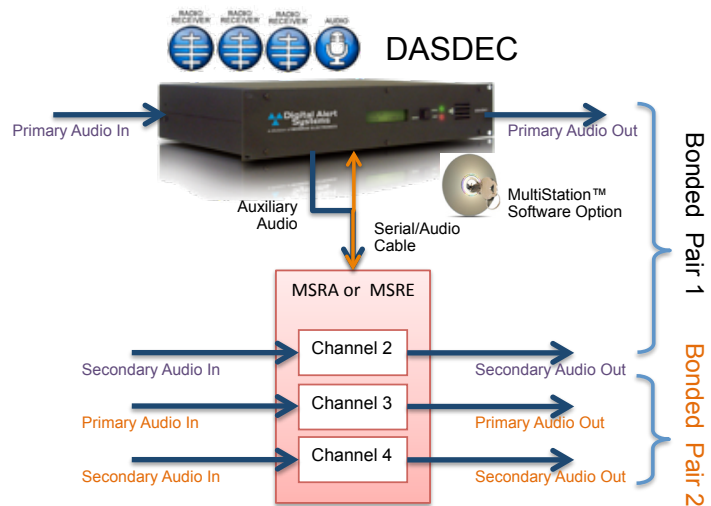 RADIO
RECEIVER
RADIO
RECEIVER
RADIO
RECEIVER
AUDIO
DASDEC
Digital Alert
Systems
Primary Audio In
Primary Audio Out
MultiStation™
Software Option
Auxiliary
Audio
Serial/Audio
Cable
Bonded Pair 1
MSRA or MSRE
Channel 2
Secondary Audio In
Secondary Audio Out
Channel 3
Primary Audio In
Primary Audio Out
Channel 4
Secondary Audio In
Secondary Audio Out
Bonded Pair 2